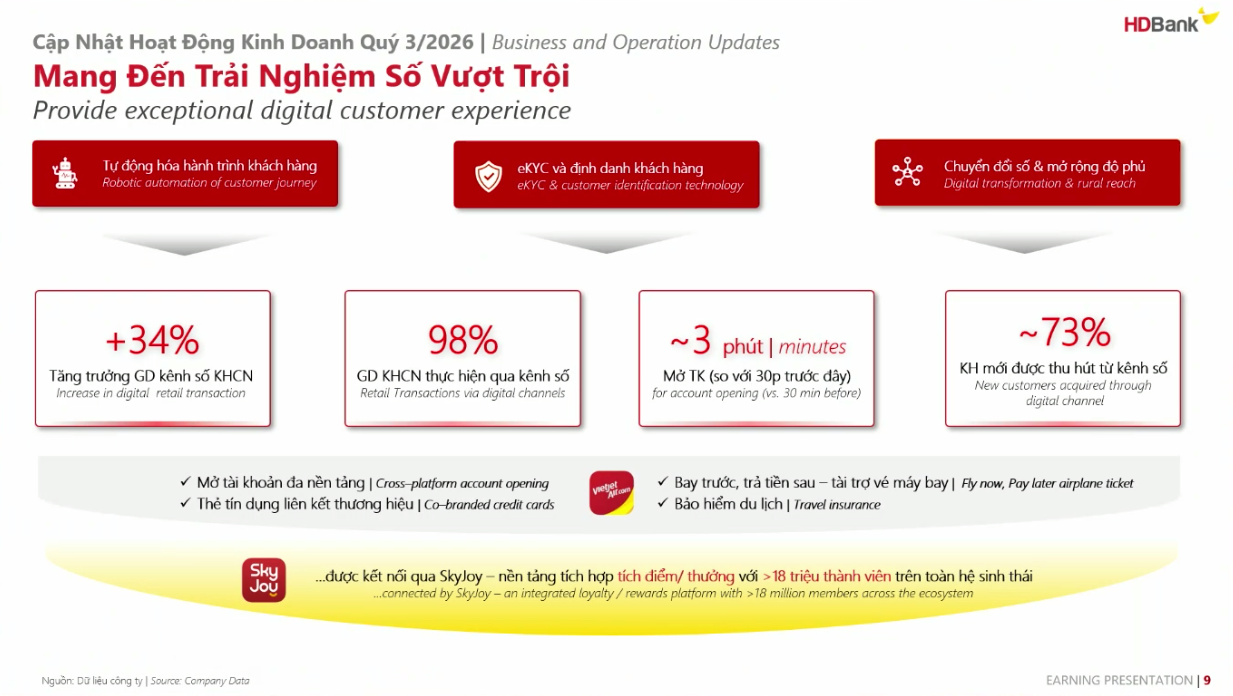 HDBank
Cập Nhật Hoạt Động Kinh Doanh Quý 3/2026 | Business and Operation Updates
Mang Đến Trải Nghiệm Số Vượt Trội
Provide exceptional digital customer experience
Tự động hóa hành trình khách hàng
Robotic automation of customer journey
eKYC và định danh khách hàng
eKYC & customer identification technology
Chuyển đổi số & mở rộng độ phủ
Digital transformation & rural reach
+34%
Tăng trưởng GD kênh số KHCN
Increase in digital retail transaction
98%
GD KHCN thực hiện qua kênh số
Retail Transactions via digital channels
~3 phút | minutes
Mở TK (so với 30p trước đây)
for account opening (vs. 30 min before)
~73%
KH mới được thu hút từ kênh số
New customers acquired through
digital channel
✓ Mở tài khoản đa nền tảng | Cross–platform account opening
✓ Thẻ tín dụng liên kết thương hiệu | Co–branded credit cards
vietjet
Air.com
✓ Bay trước, trả tiền sau – tài trợ vé máy bay | Fly now, Pay later airplane ticket
✓ Bảo hiểm du lịch | Travel insurance
Sky
Joy
...được kết nối qua SkyJoy – nền tảng tích hợp tích điểm/ thưởng với >18 triệu thành viên trên toàn hệ sinh thái
...connected by SkyJoy – an integrated loyalty / rewards platform with >18 million members across the ecosystem
Nguồn: Dữ liệu công ty | Source: Company Data
EARNING PRESENTATION | 9